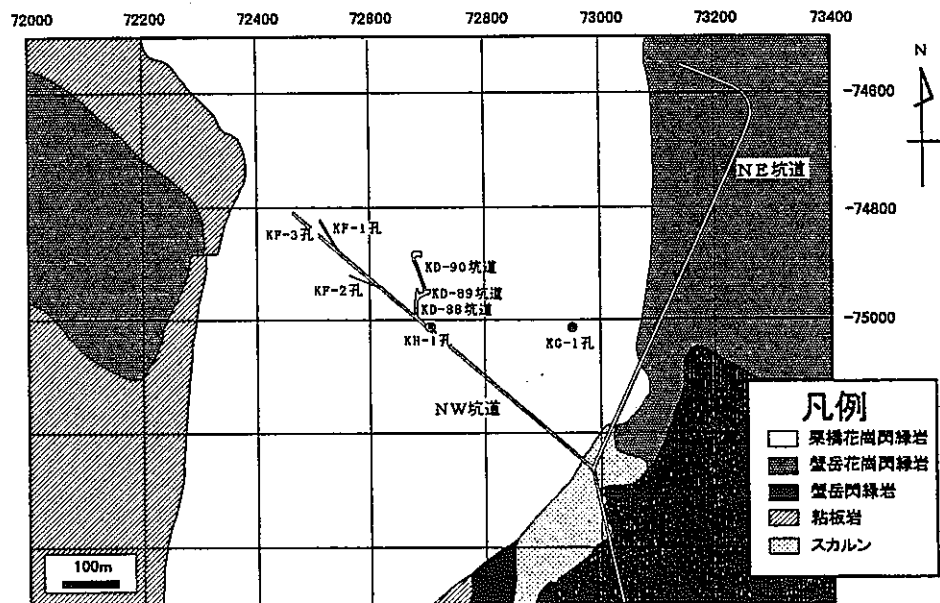 72000 72200 72400 72600 72800 73000 73200 73400
N
-74600
NE坑道
-74800
KF-3孔
KF-1孔
KD-90坑道
KF-2孔
KD-89坑道
KD-88坑道
-75000
KH-1孔
KG-1孔
NW坑道
凡例
栗橋花崗閃緑岩
蟹岳花崗閃緑岩
蟹岳閃緑岩
粘板岩
スカルン
100m